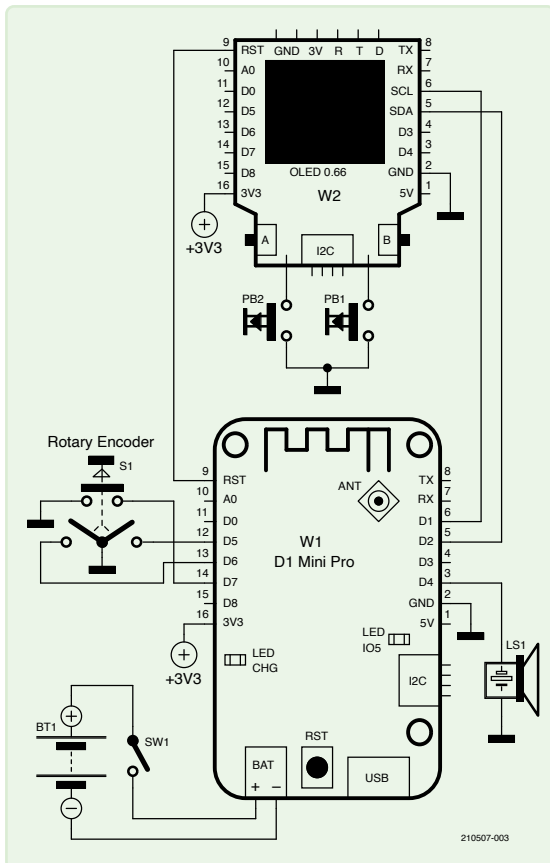 GND 3V R T D
9 RST TX 8
10 A0 RX 7
11 D0 SCL 6
12 D5 SDA 5
13 D6 D3 4
14 D7 D4 3
15 D8 GND 2
16 3V3 5V 1
OLED 0.66
W2
+3V3
A I2C B
PB2 PB1
Rotary Encoder
S1
9 RST TX 8
10 A0 ANT RX 7
11 D0 D1 6
12 D5 D2 5
13 D6 D3 4
14 D7 D4 3
15 D8 GND 2
16 3V3 5V 1
W1
D1 Mini Pro
+3V3
LED
CHG
LED
IO5
I2C
LS1
BT1
SW1
BAT
+ −
RST
USB
210507-003